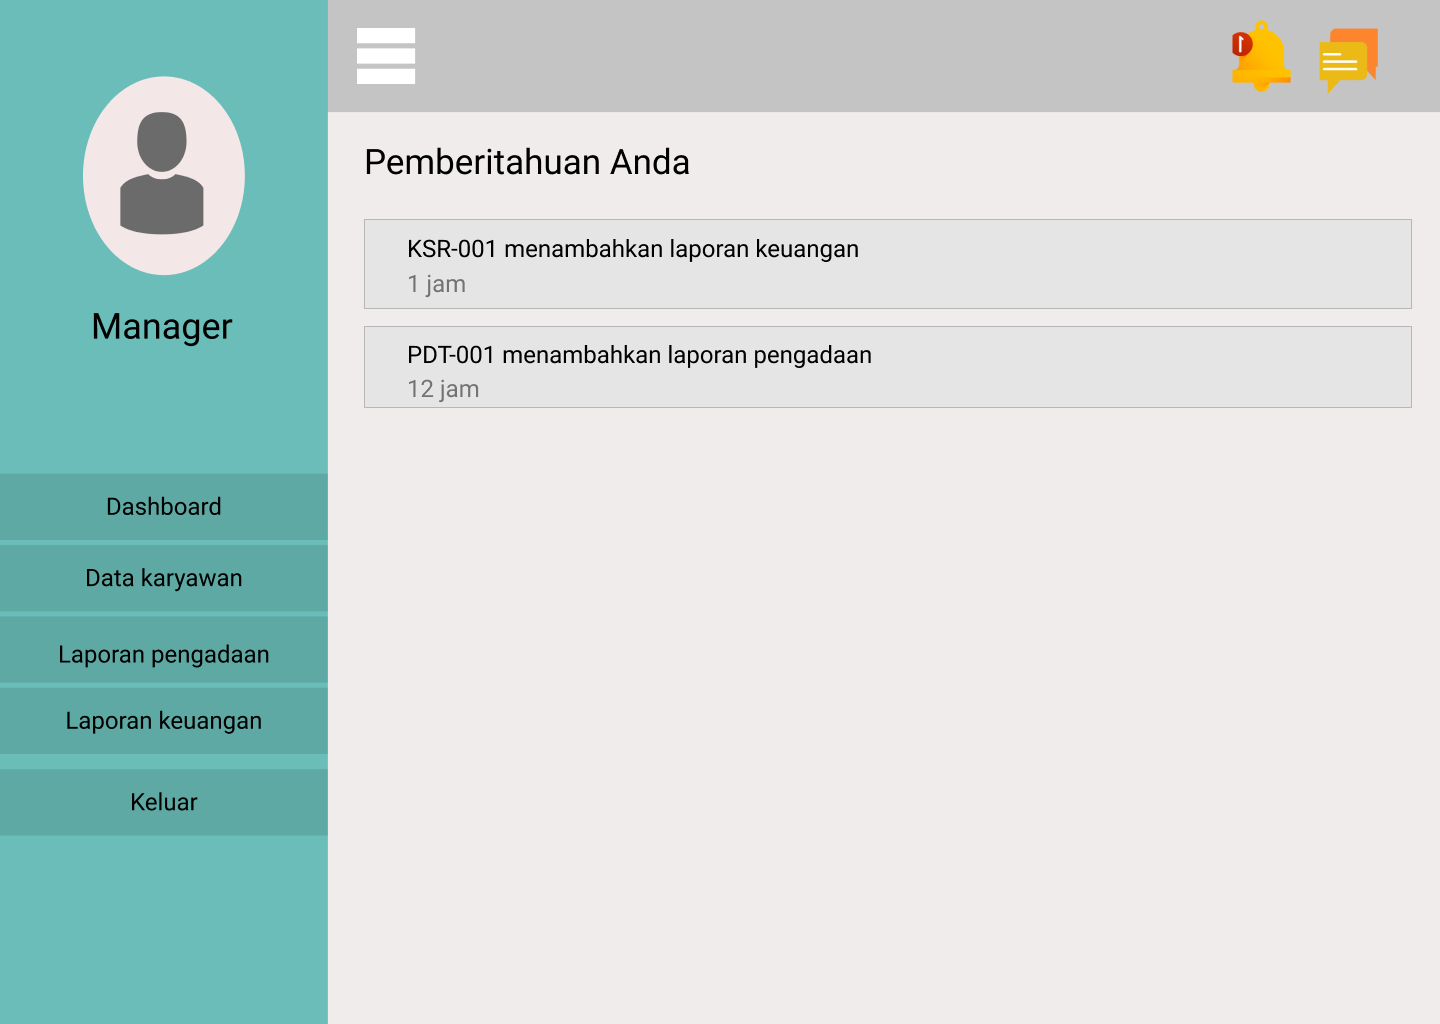 1
Pemberitahuan Anda
KSR-001 menambahkan laporan keuangan
1 jam
PDT-001 menambahkan laporan pengadaan
12 jam
Manager
Dashboard
Data karyawan
Laporan pengadaan
Laporan keuangan
Keluar